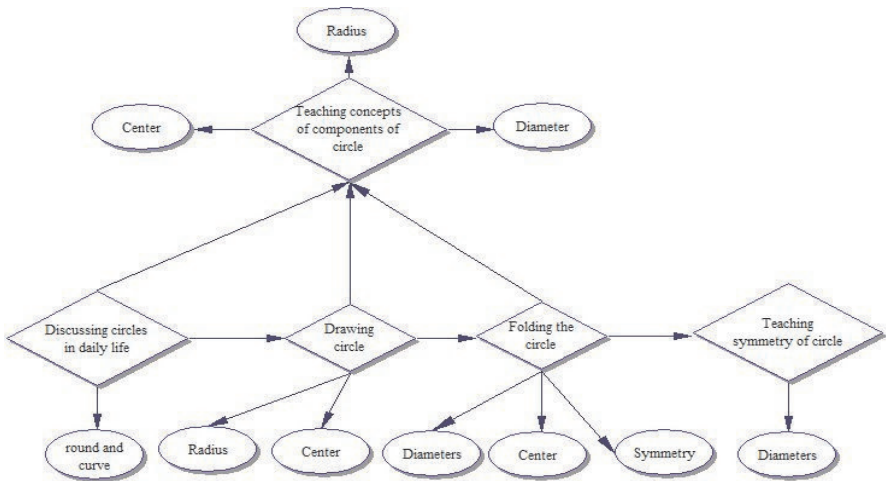 Radius
Teaching concepts
of components of
circle
Center
Diameter
Discussing circles
in daily life
Drawing
circle
Folding the
circle
Teaching
symmetry of circle
round and
curve
Radius
Center
Diameters
Center
Symmetry
Diameters